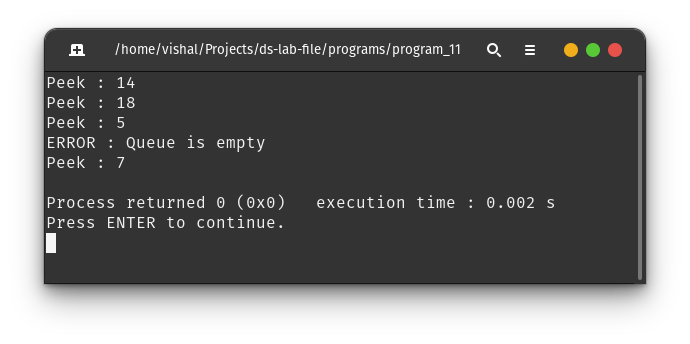 /home/vishal/Projects/ds-lab-file/programs/program_11
Peek : 14
Peek : 18
Peek : 5
ERROR : Queue is empty
Peek : 7
Process returned 0 (0x0)   execution time : 0.002 s
Press ENTER to continue.